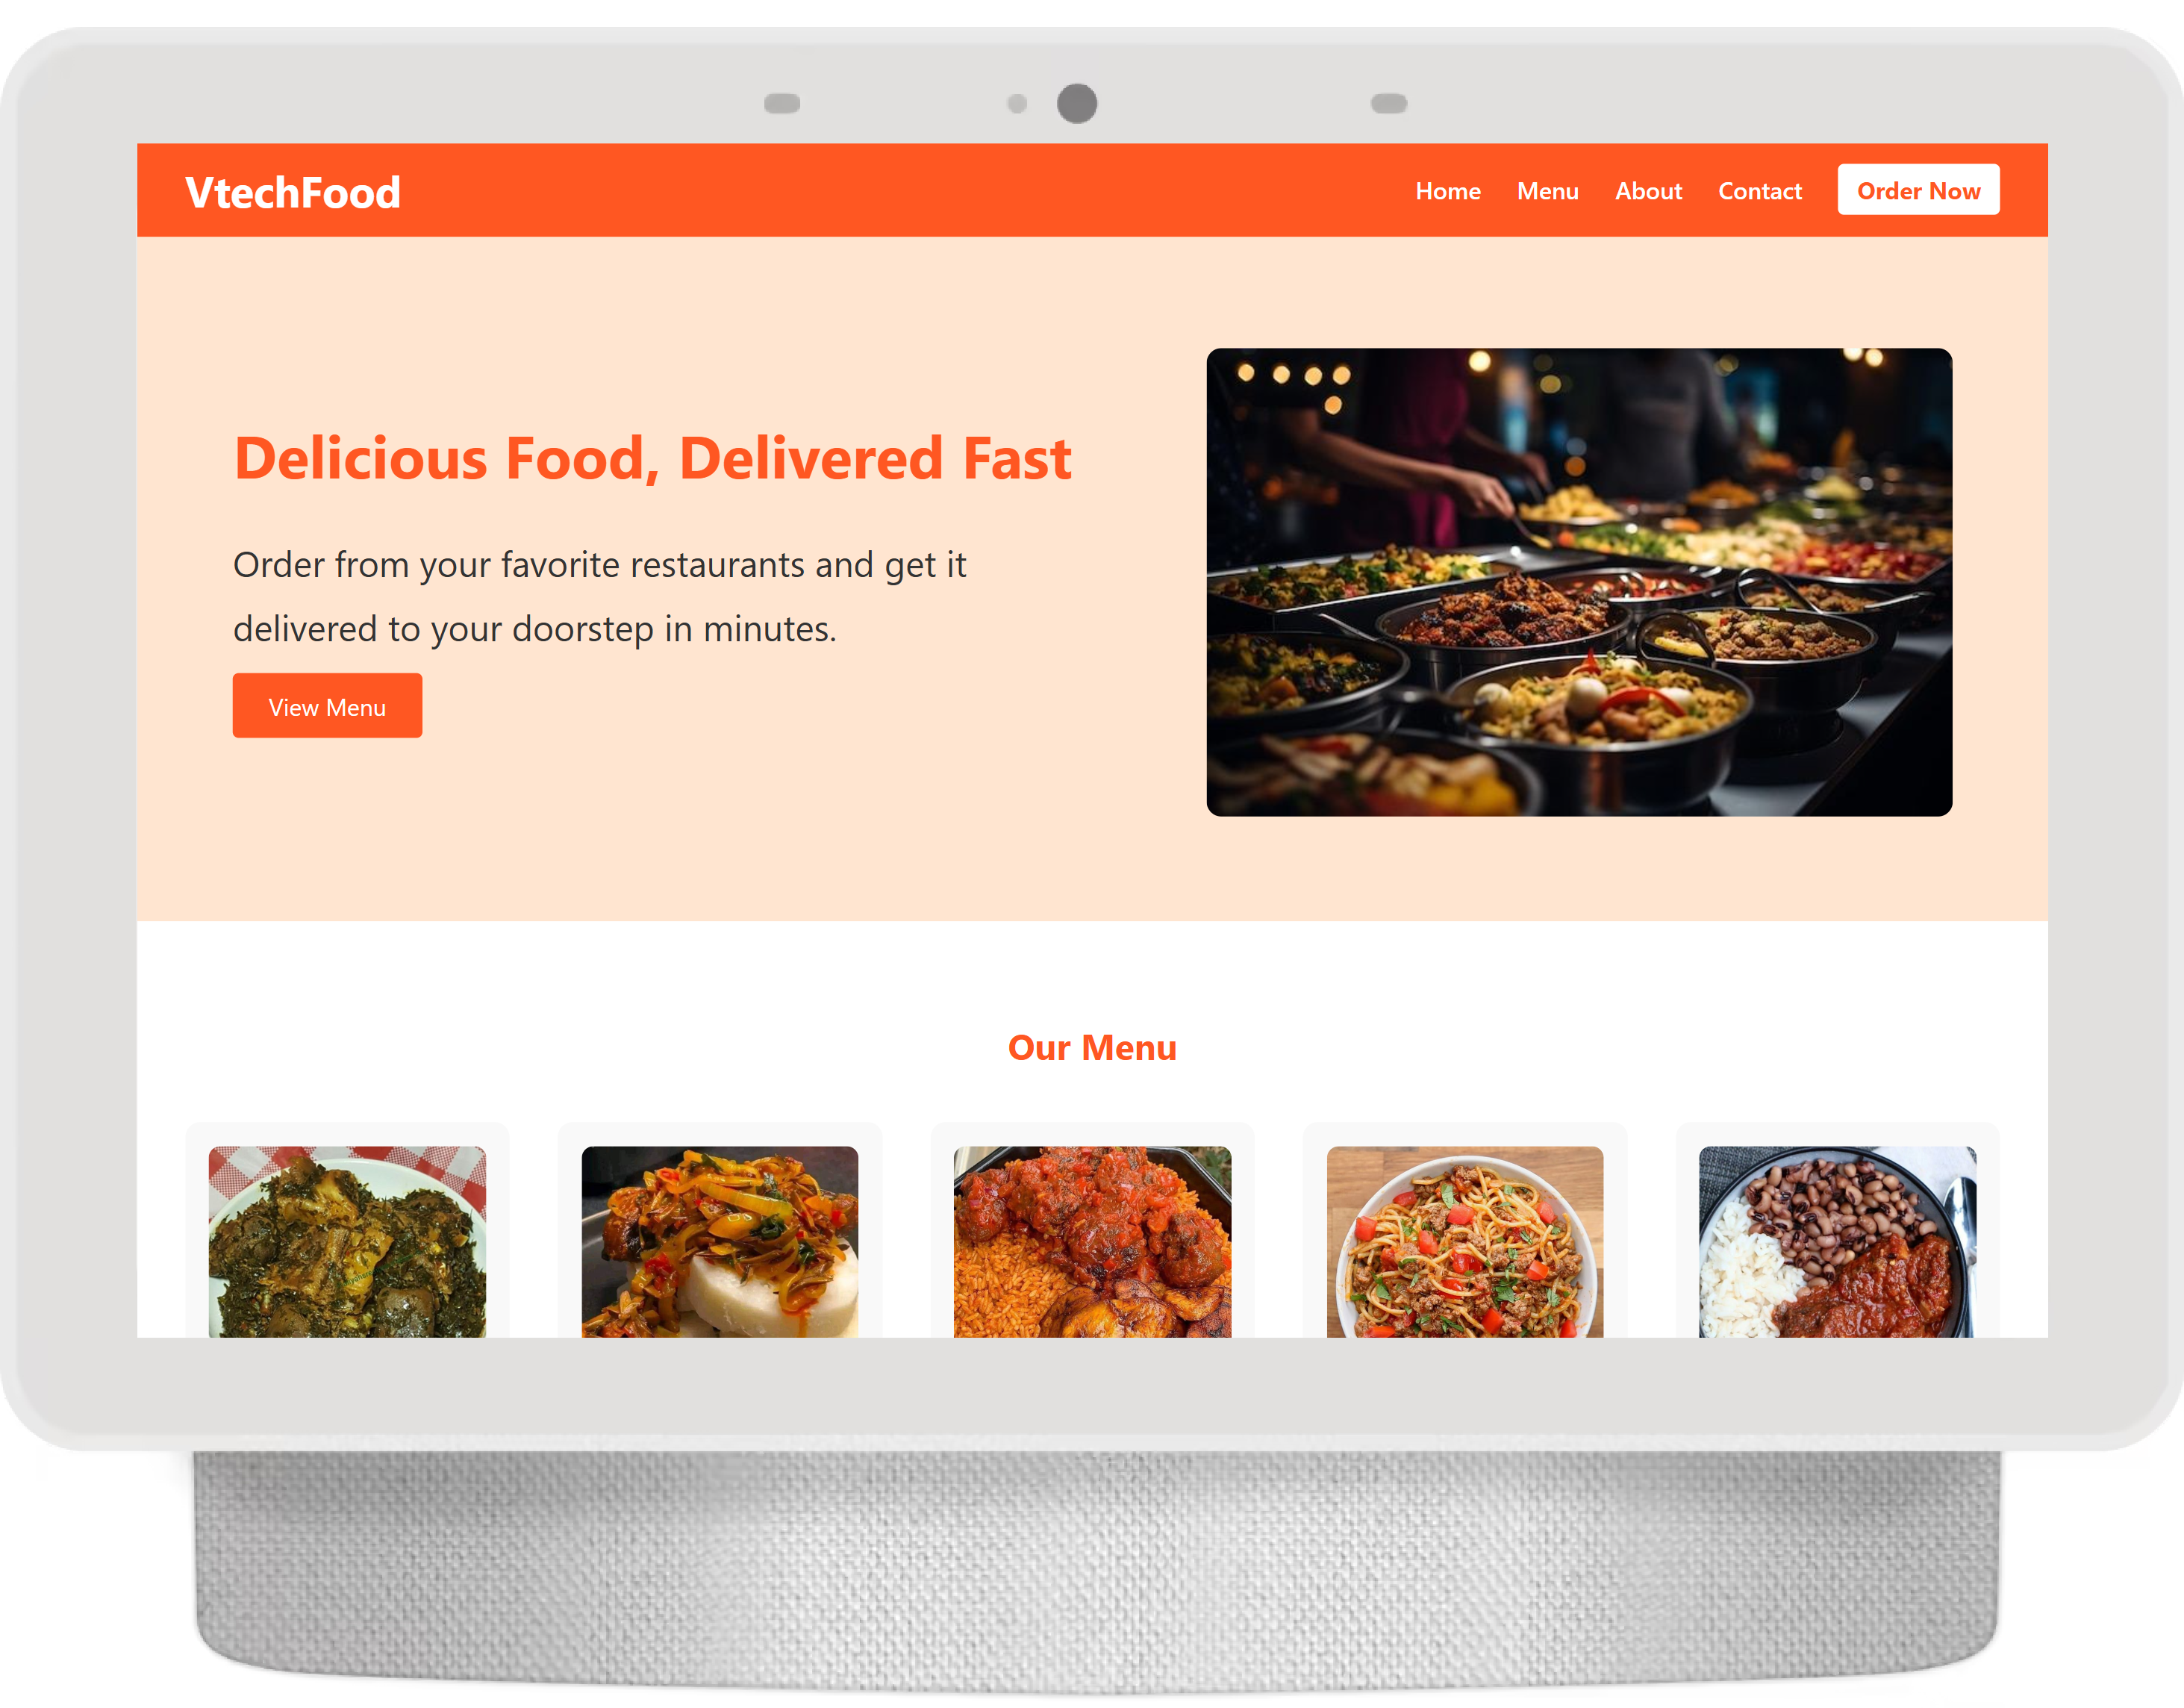 VtechFood
Home Menu About Contact Order Now
Delicious Food, Delivered Fast
Order from your favorite restaurants and get it
delivered to your doorstep in minutes.
View Menu
Our Menu